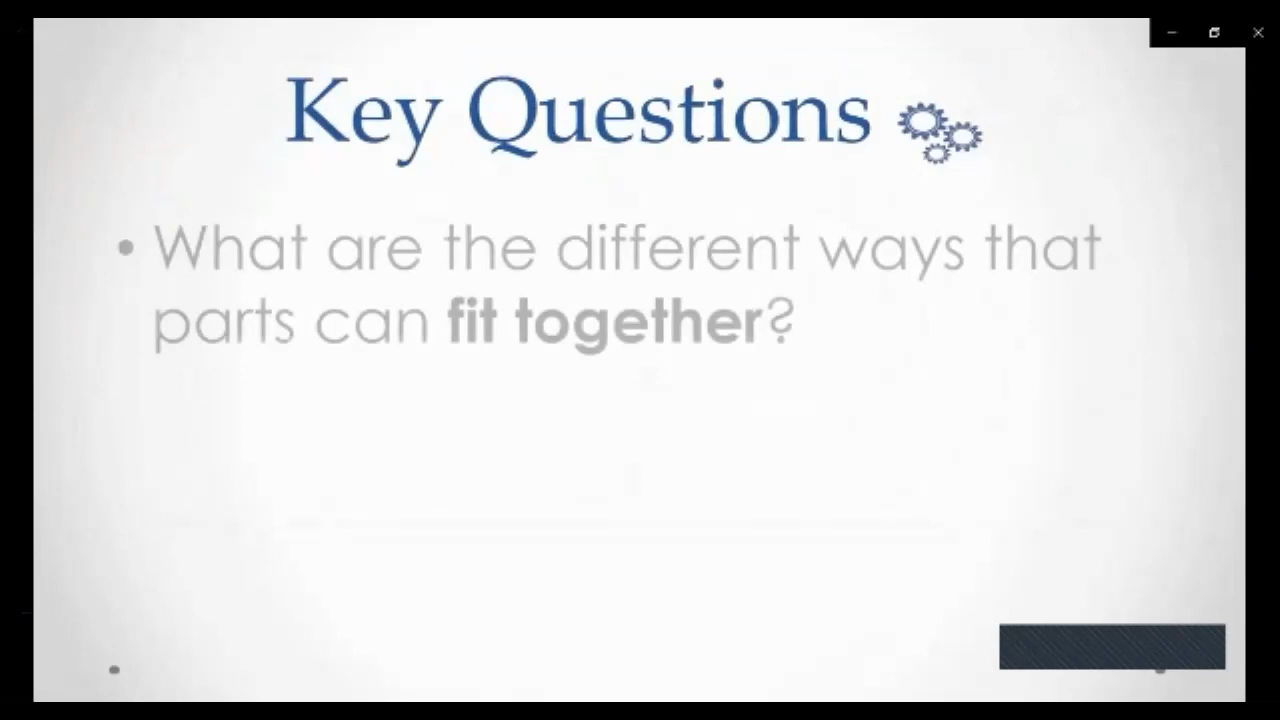 Key Questions
• What are the different ways that
parts can fit together?